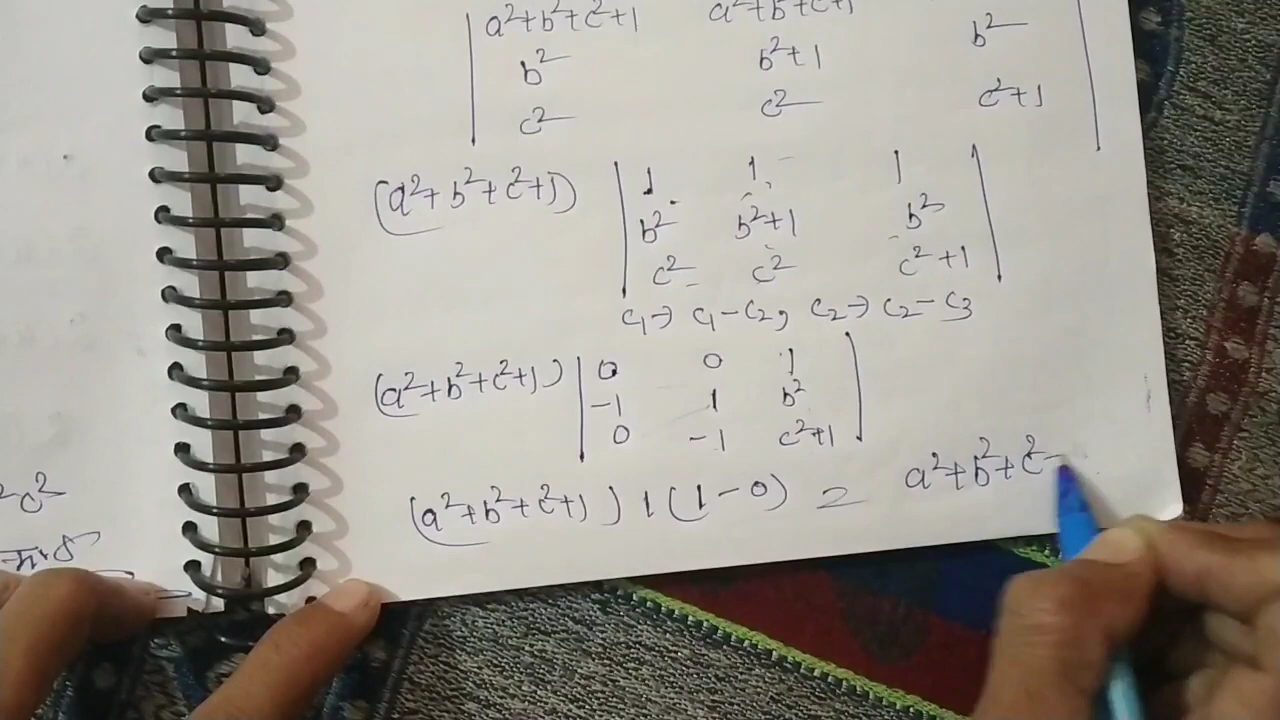 | a²+b²+c²+1 a²+b²+c²+1
b² b²+1 b²
c² c² c²+1 |
(a²+b²+c²+1) | 1 1 1
b² b²+1 b²
c² c² c²+1 |
c₁→ c₁-c₂, c₂→ c₂-c₃
(a²+b²+c²+1) | 0 0 1
-1 1 b²
0 -1 c²+1 |
(a²+b²+c²+1) 1 (1-0) = a²+b²+c²
²c²